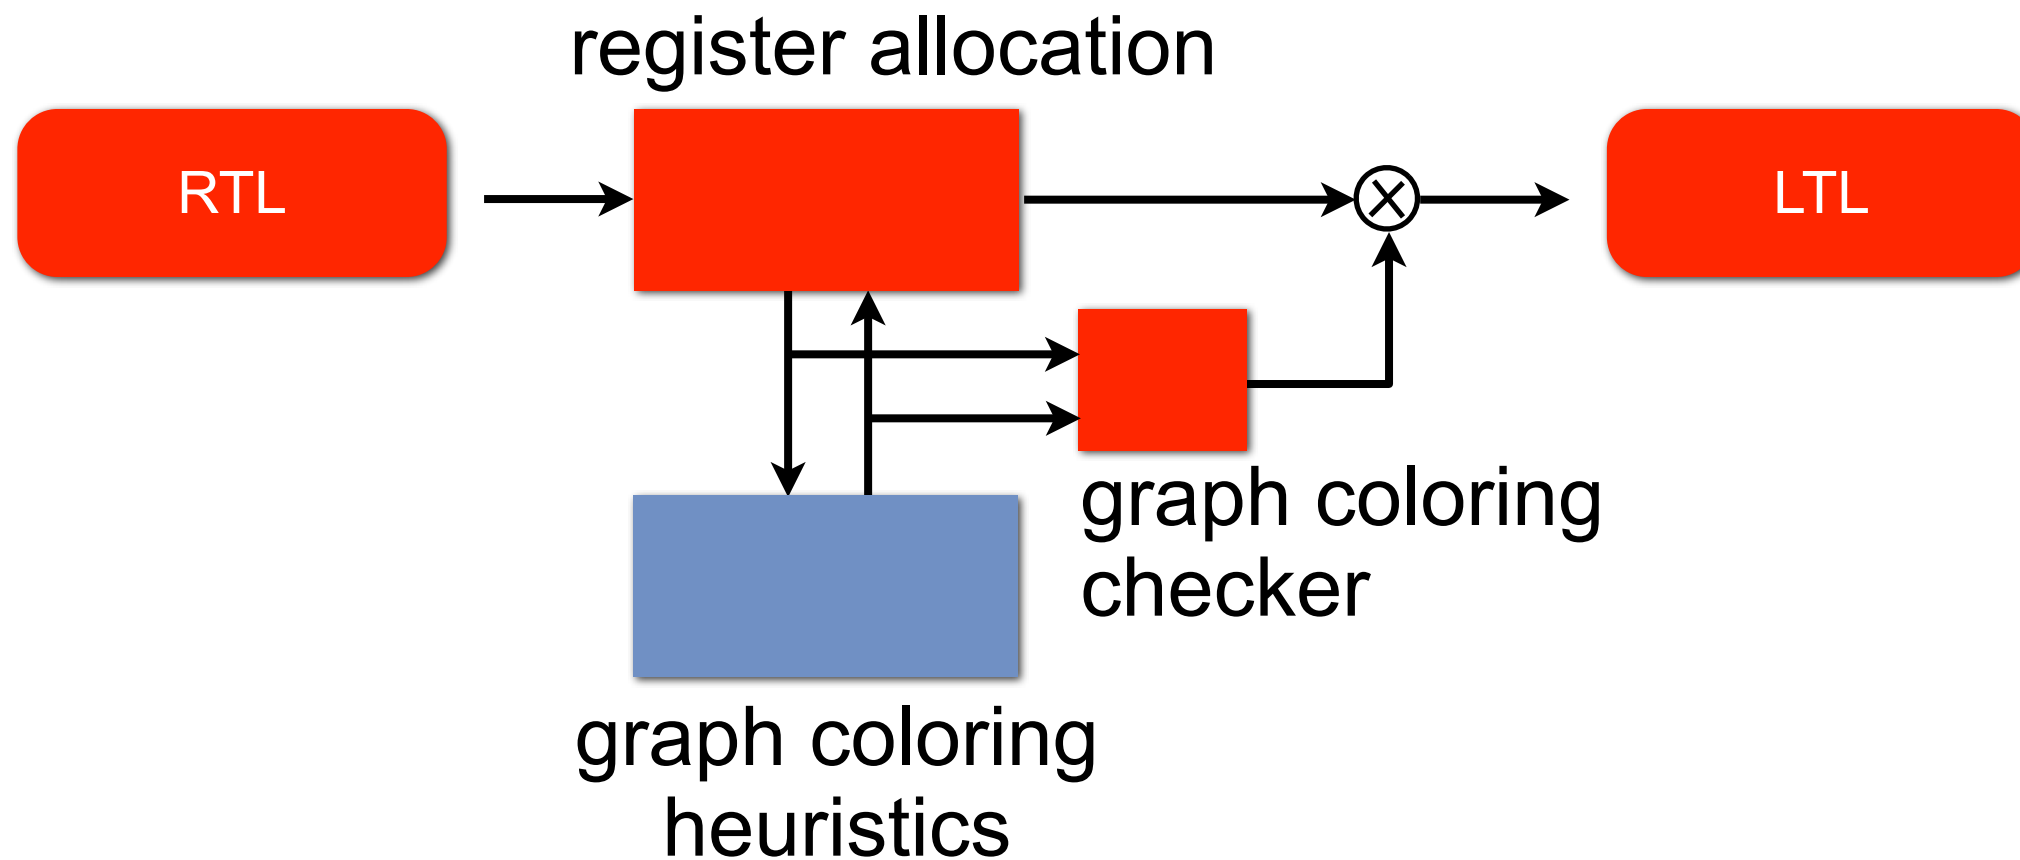 register allocation
RTL
LTL
graph coloring
checker
graph coloring
heuristics